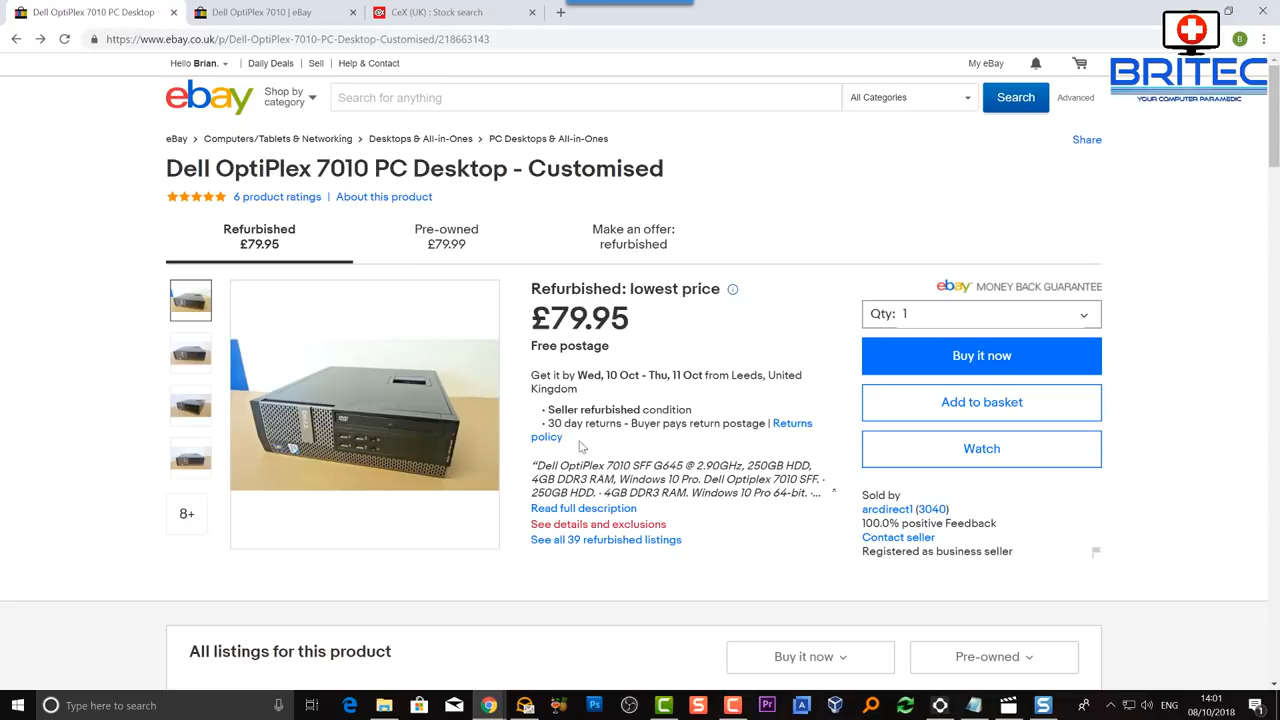 Dell OptiPlex 7010 PC Desktop
Dell OptiPlex 7010 | eBay
CeX (UK) : Stock search
https://www.ebay.co.uk/p/Dell-OptiPlex-7010-PC-Desktop-Customised/218663143
B
BRITEC
YOUR COMPUTER PARAMEDIC
Hello Brian.
Daily Deals
Sell
Help & Contact
My eBay
ebay
Shop by
category
Search for anything
All Categories
Search
Advanced
eBay > Computers/Tablets & Networking > Desktops & All-in-Ones > PC Desktops & All-in-Ones
Share
Dell OptiPlex 7010 PC Desktop - Customised
6 product ratings | About this product
Refurbished
£79.95
Pre-owned
£79.99
Make an offer:
refurbished
8+
Refurbished: lowest price
£79.95
Free postage
Get it by Wed, 10 Oct - Thu, 11 Oct from Leeds, United
Kingdom
• Seller refurbished condition
• 30 day returns - Buyer pays return postage | Returns
policy
"Dell OptiPlex 7010 SFF G645 @ 2.90GHz, 250GB HDD,
4GB DDR3 RAM, Windows 10 Pro. Dell Optiplex 7010 SFF. ·
250GB HDD. · 4GB DDR3 RAM. Windows 10 Pro 64-bit. ·... "
Read full description
See details and exclusions
See all 39 refurbished listings
ebay MONEY BACK GUARANTEE
Qty: 1
Buy it now
Add to basket
Watch
Sold by
arcdirect1 (3040)
100.0% positive Feedback
Contact seller
Registered as business seller
All listings for this product
Buy it now
Pre-owned
Type here to search
14:01
08/10/2018